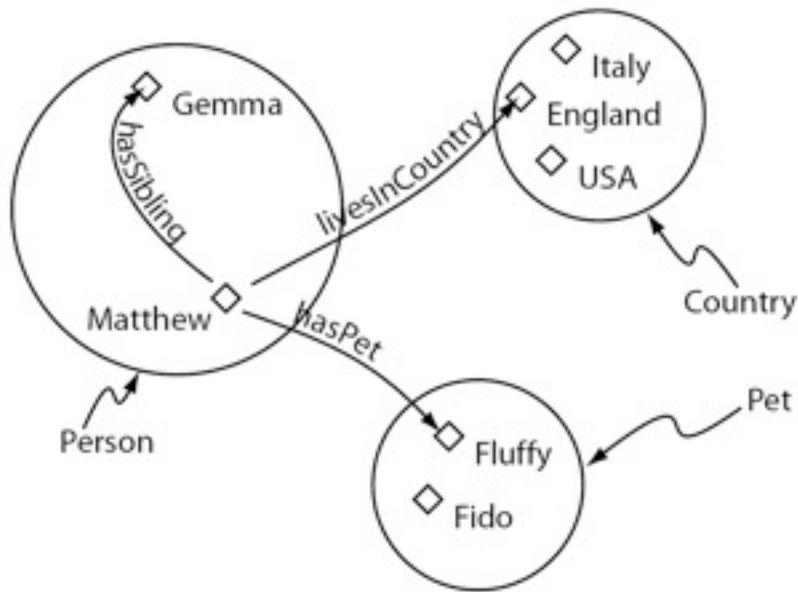 Italy
Gemma
England
hasSibling
livesInCountry
USA
Matthew
hasPet
Country
Person
Pet
Fluffy
Fido